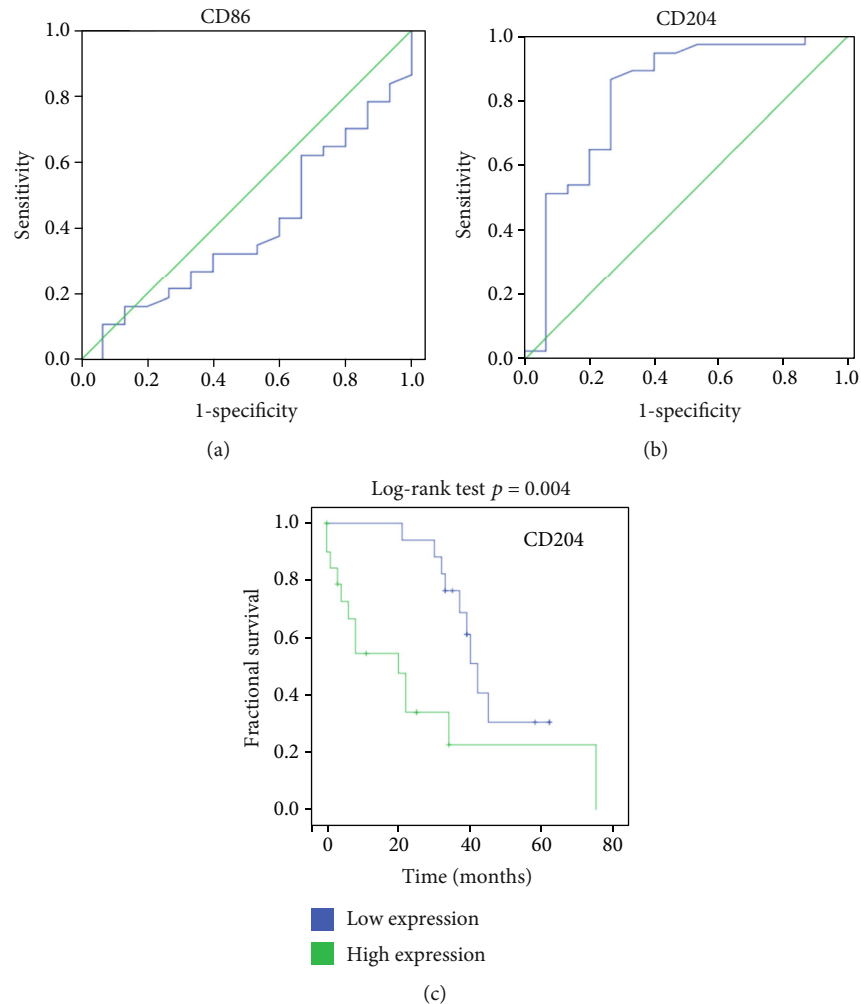 CD86
1.0
0.8
0.6
0.4
0.2
0.0
Sensitivity
0.0 0.2 0.4 0.6 0.8 1.0
1-specificity
(a)
CD204
1.0
0.8
0.6
0.4
0.2
0.0
Sensitivity
0.0 0.2 0.4 0.6 0.8 1.0
1-specificity
(b)
Log-rank test p = 0.004
CD204
1.0
0.8
0.6
0.4
0.2
0.0
Fractional survival
0 20 40 60 80
Time (months)
Low expression
High expression
(c)